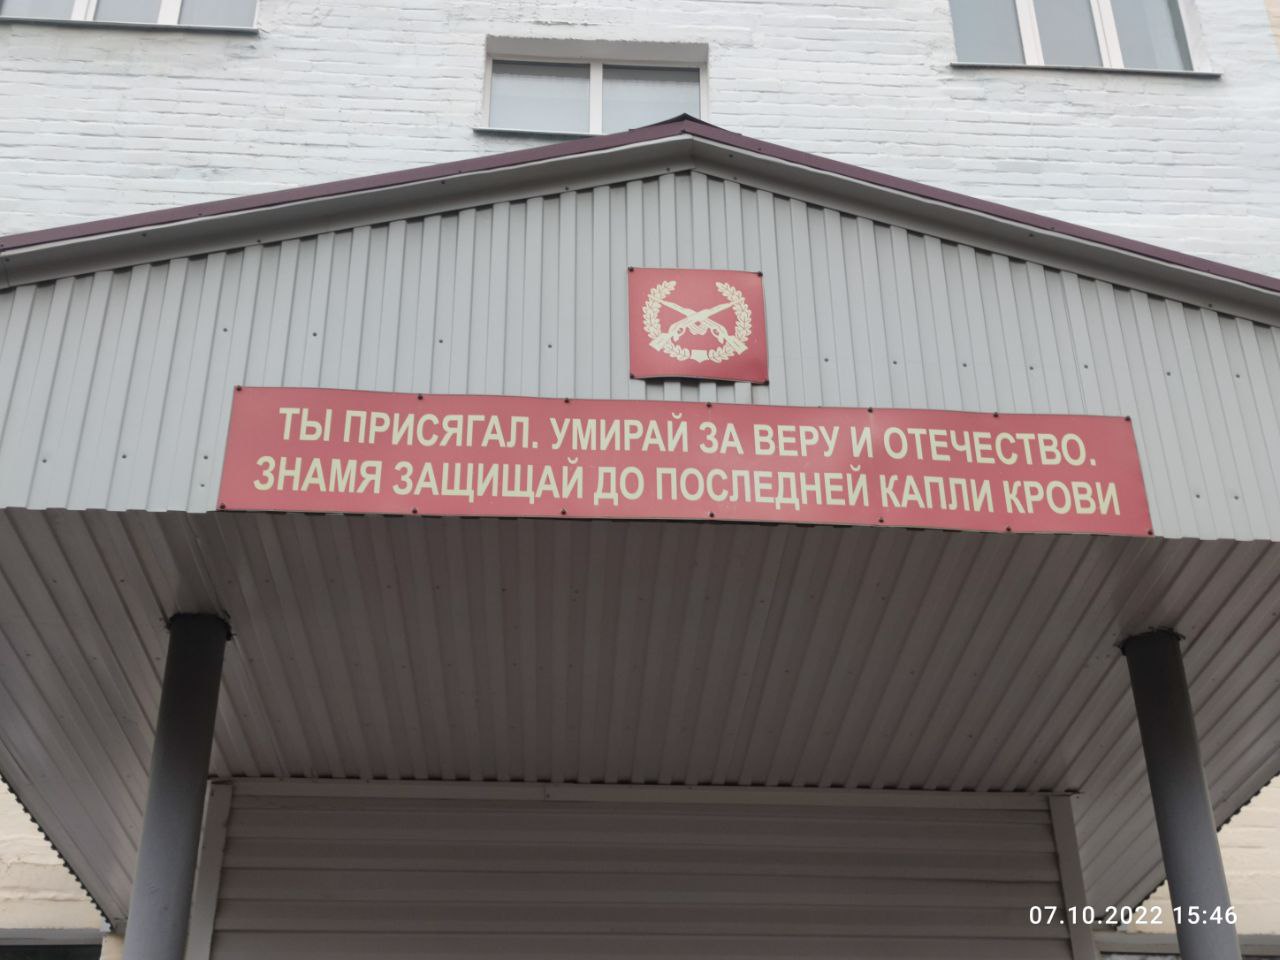 ТЫ ПРИСЯГАЛ. УМИРАЙ ЗА ВЕРУ И ОТЕЧЕСТВО.
ЗНАМЯ ЗАЩИЩАЙ ДО ПОСЛЕДНЕЙ КАПЛИ КРОВИ
07.10.2022 15:46